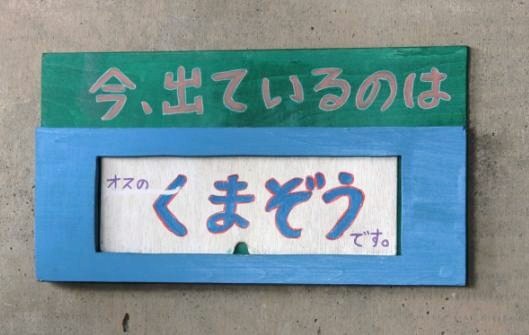 今、出ているのは
オスの くまぞう です。